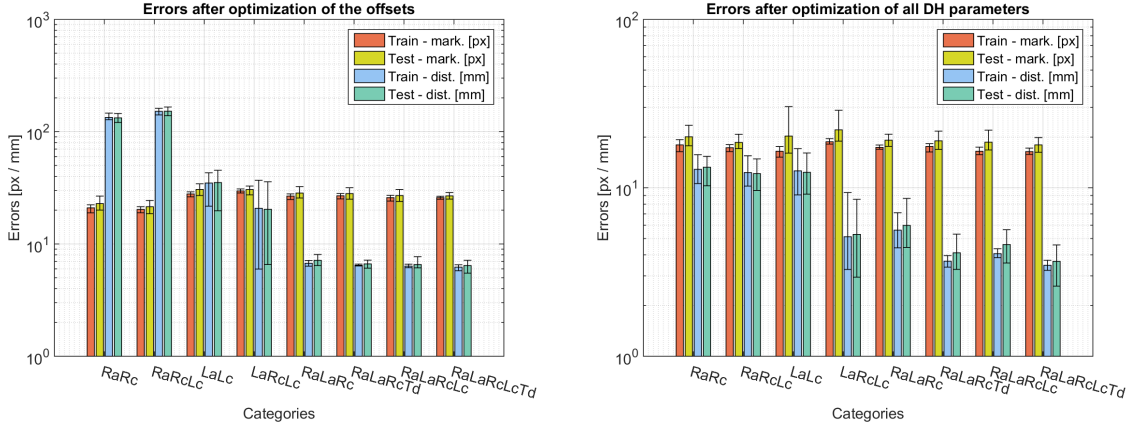 Errors after optimization of the offsets
10^3
10^2
10^1
10^0
Errors [px / mm]
Train - mark. [px]
Test - mark. [px]
Train - dist. [mm]
Test - dist. [mm]
RaRc
RaRcLc
LaLc
LaRcLc
RaLaRc
RaLaRcTd
RaLaRcLc
RaLaRcLcTd
Categories
Errors after optimization of all DH parameters
10^2
10^1
10^0
Errors [px / mm]
Train - mark. [px]
Test - mark. [px]
Train - dist. [mm]
Test - dist. [mm]
RaRc
RaRcLc
LaLc
LaRcLc
RaLaRc
RaLaRcTd
RaLaRcLc
RaLaRcLcTd
Categories